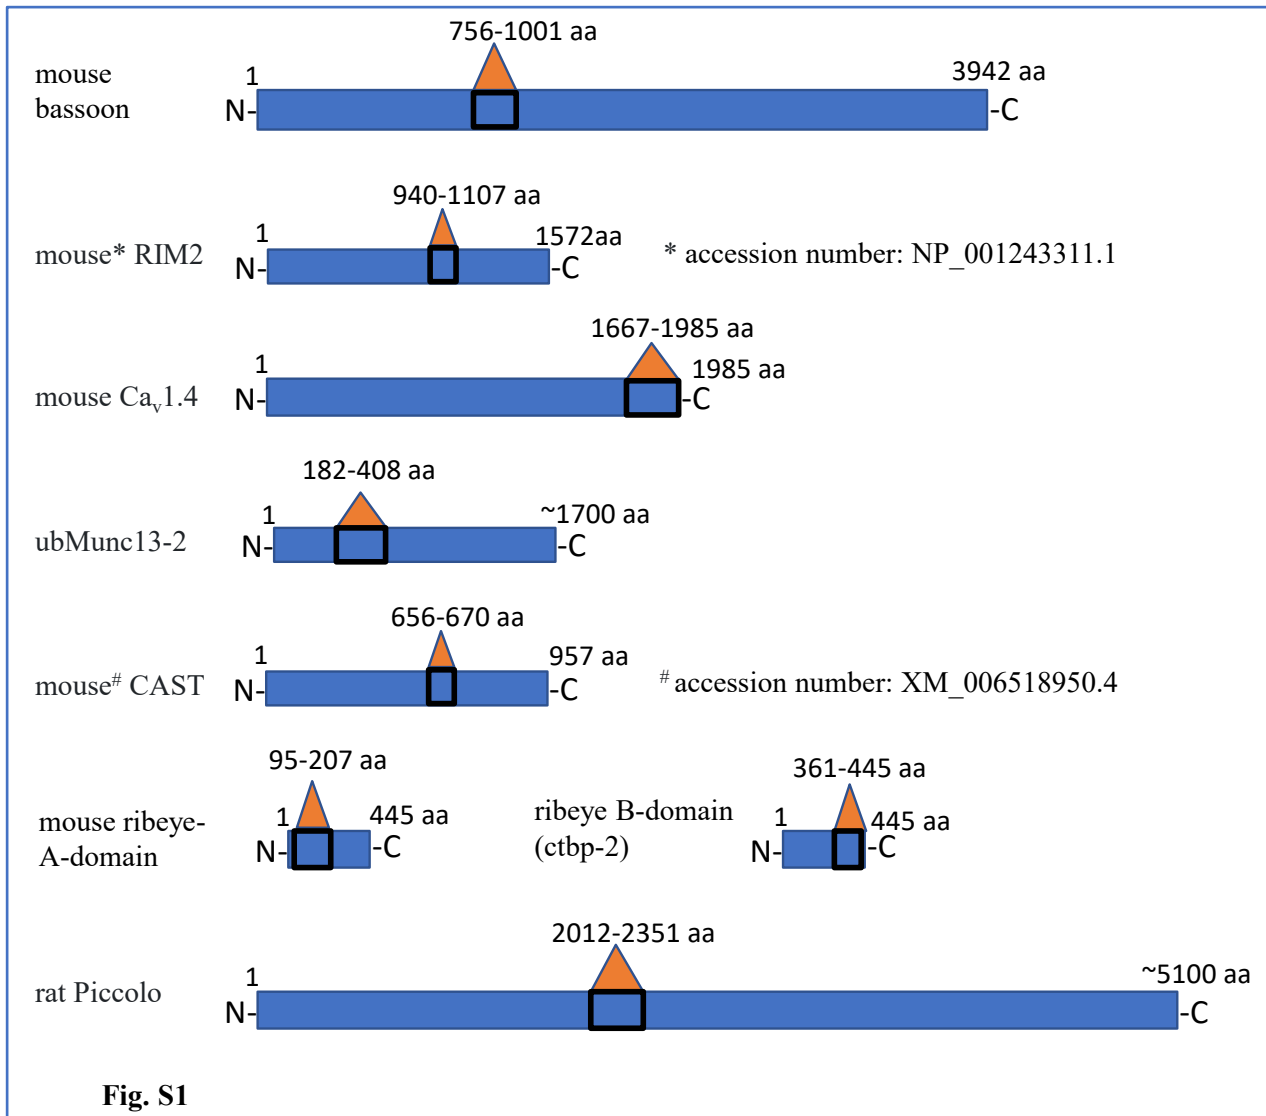 756-1001 aa
mouse
bassoon
1
3942 aa
N-
-C
940-1107 aa
mouse* RIM2
1
1572aa
N-
-C
* accession number: NP_001243311.1
1667-1985 aa
mouse Cav1.4
1
1985 aa
N-
-C
182-408 aa
ubMunc13-2
1
~1700 aa
N-
-C
656-670 aa
mouse# CAST
1
957 aa
N-
-C
# accession number: XM_006518950.4
95-207 aa
mouse ribeye-
A-domain
1
445 aa
N-
-C
361-445 aa
ribeye B-domain
(ctbp-2)
1
445 aa
N-
-C
2012-2351 aa
rat Piccolo
1
~5100 aa
N-
-C
Fig. S1